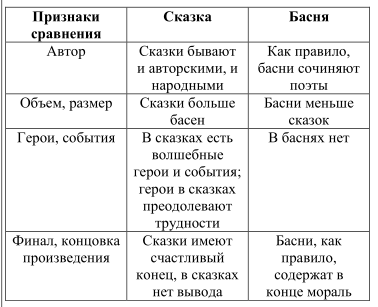 Признаки Сказка Басня
сравнения
Автор Сказки бывают Как правило,
и авторскими, и басни сочиняют
народными поэты
Объем, размер Сказки больше Басни меньше
басен сказок
Герои, события В сказках есть В баснях нет
волшебные
герои и события;
герои в сказках
преодолевают
трудности
Финал, концовка Сказки имеют Басни, как
произведения счастливый правило,
конец, в сказках содержат в
нет вывода конце мораль